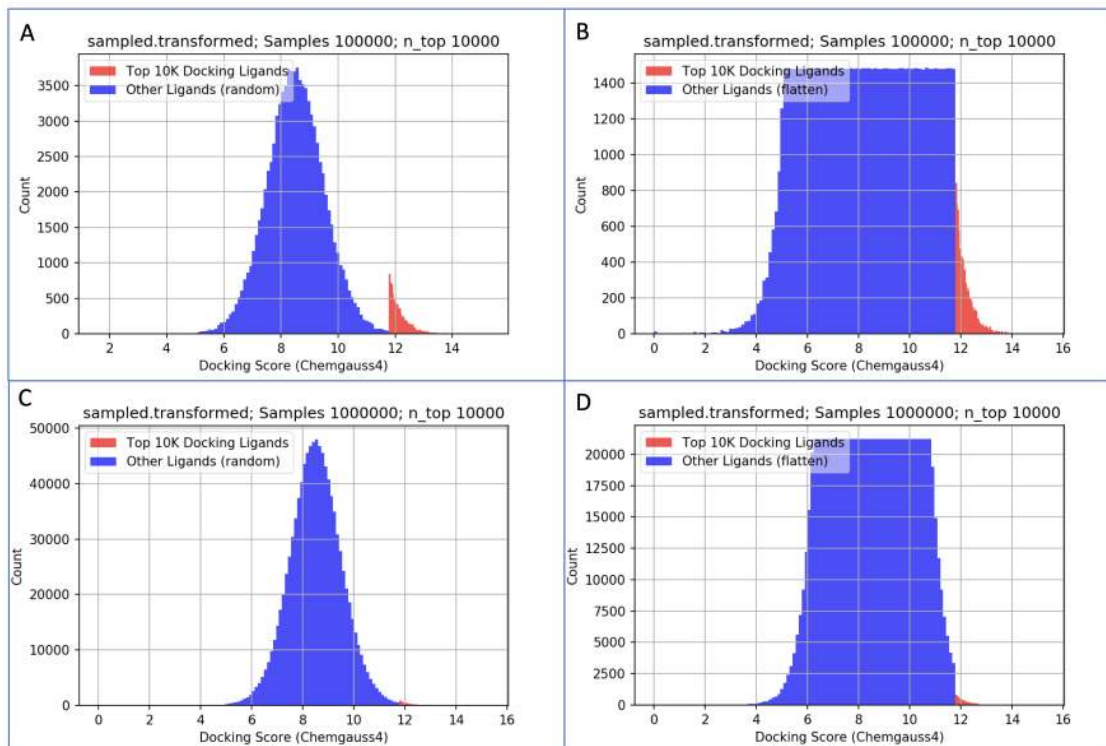 A
sampled.transformed; Samples 100000; n_top 10000
Top 10K Docking Ligands
Other Ligands (random)
Count
3500
3000
2500
2000
1500
1000
500
0
2 4 6 8 10 12 14
Docking Score (Chemgauss4)
B
sampled.transformed; Samples 100000; n_top 10000
Top 10K Docking Ligands
Other Ligands (flatten)
Count
1400
1200
1000
800
600
400
200
0
0 2 4 6 8 10 12 14 16
Docking Score (Chemgauss4)
C
sampled.transformed; Samples 1000000; n_top 10000
Top 10K Docking Ligands
Other Ligands (random)
Count
50000
40000
30000
20000
10000
0
0 2 4 6 8 10 12 14 16
Docking Score (Chemgauss4)
D
sampled.transformed; Samples 1000000; n_top 10000
Top 10K Docking Ligands
Other Ligands (flatten)
Count
20000
17500
15000
12500
10000
7500
5000
2500
0
0 2 4 6 8 10 12 14 16
Docking Score (Chemgauss4)